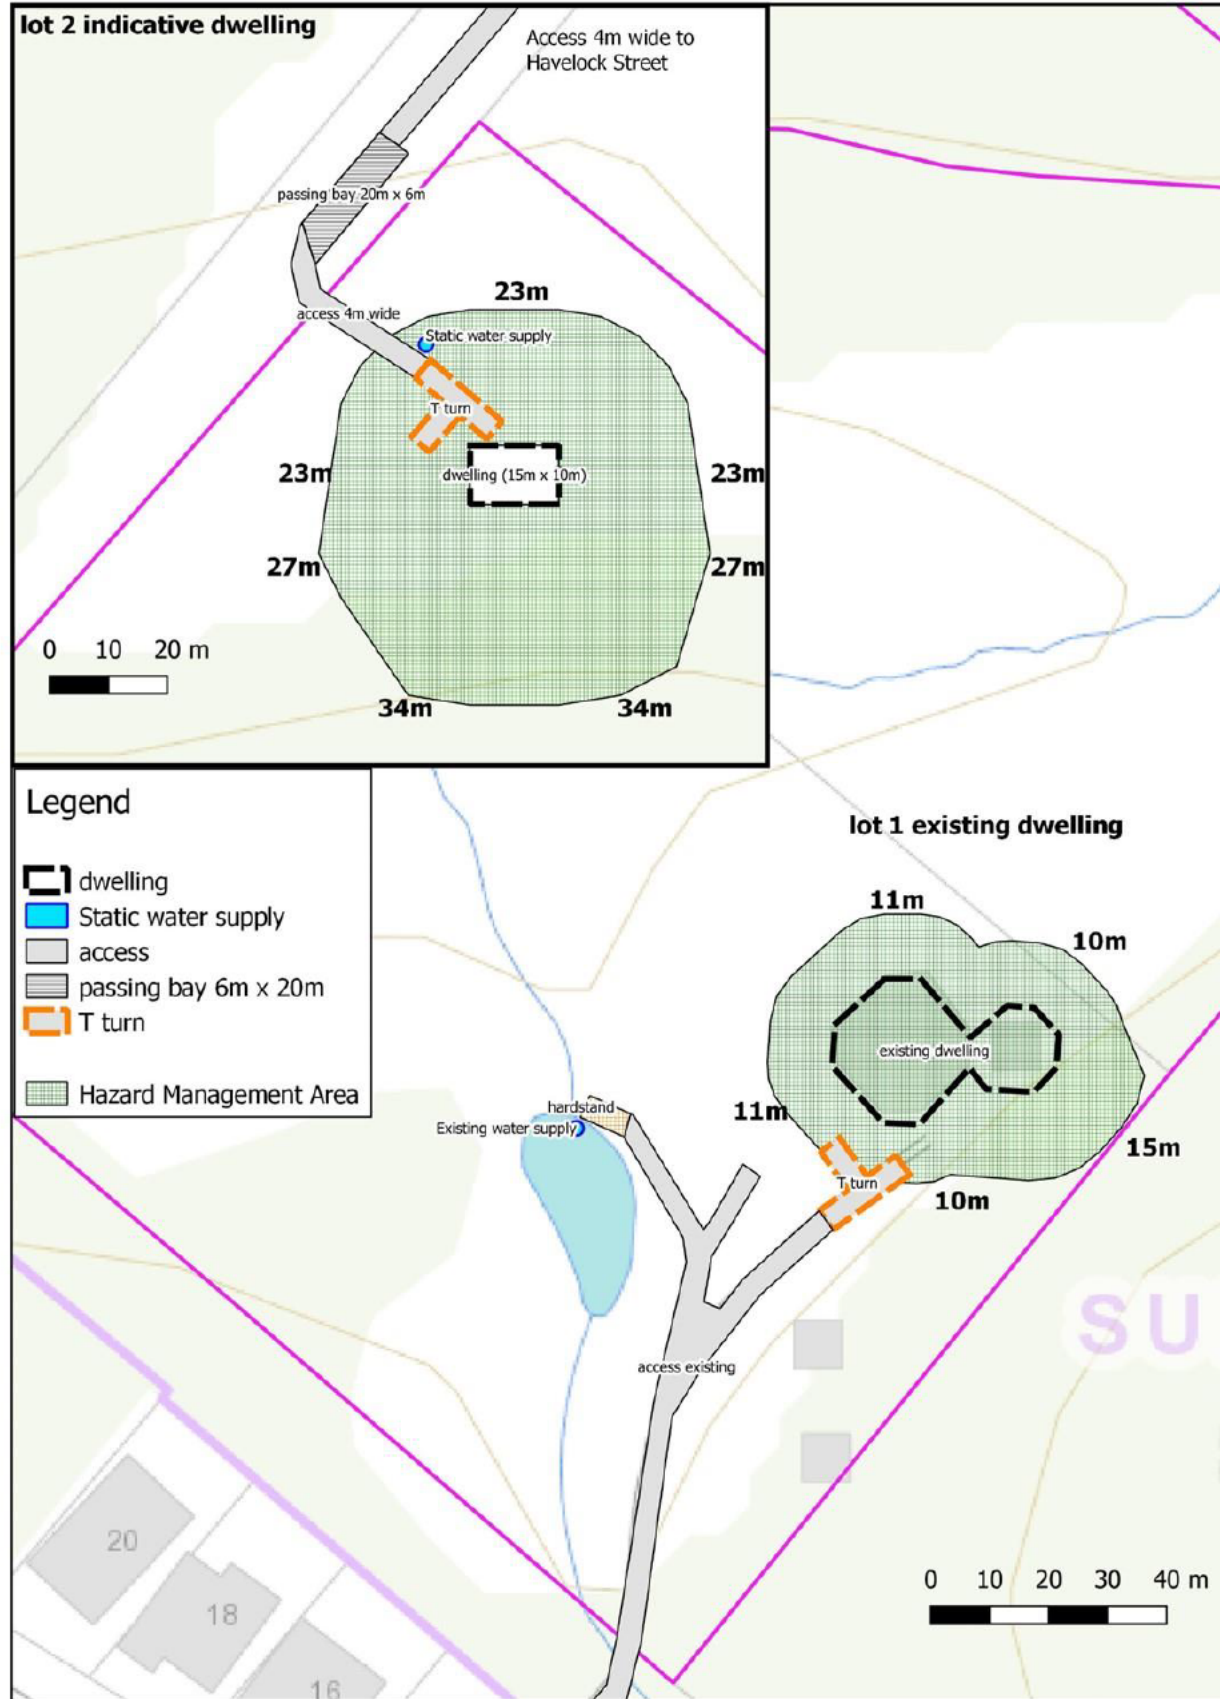 lot 2 indicative dwelling
Access 4m wide to
Havelock Street
passing bay 20m x 6m
23m
access 4m wide
Static water supply
T turn
23m
dwelling (15m x 10m)
23m
27m
27m
0 10 20 m
34m
34m
Legend
dwelling
Static water supply
access
passing bay 6m x 20m
T turn
Hazard Management Area
lot 1 existing dwelling
11m
10m
existing dwelling
hardstand
11m
Existing water supply
15m
T turn
10m
SU
access existing
20
18
16
0 10 20 30 40 m